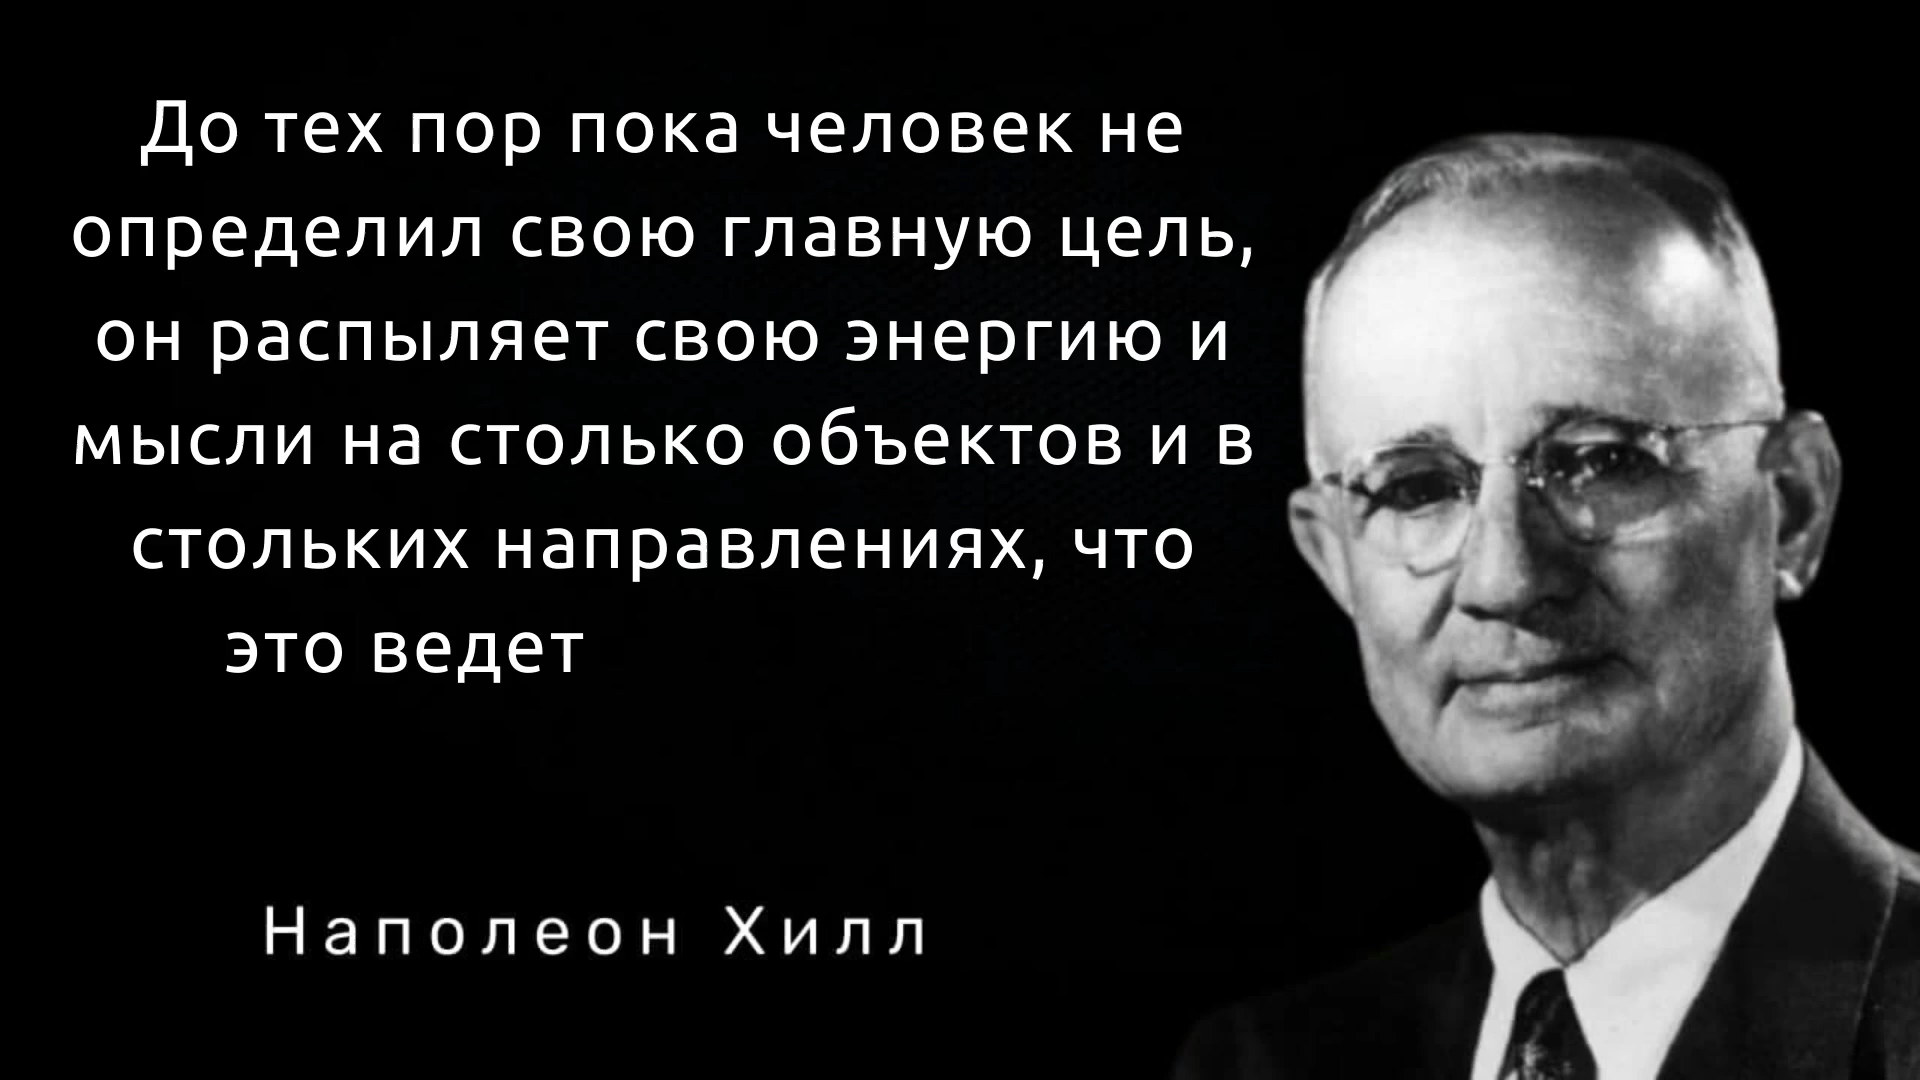 До тех пор пока человек не
определил свою главную цель,
он распыляет свою энергию и
мысли на столько объектов и в
стольких направлениях, что
это ведет
Наполеон Хилл